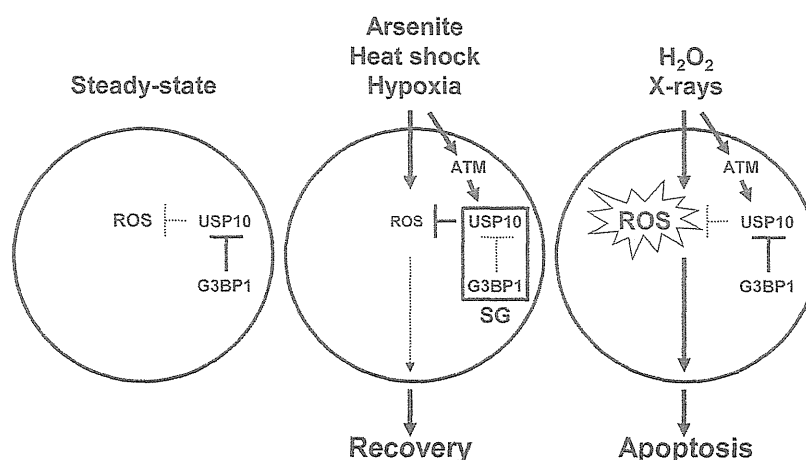 Steady-state
ROS
USP10
G3BP1
Arsenite
Heat shock
Hypoxia
ATM
ROS
USP10
G3BP1
SG
Recovery
H₂O₂
X-rays
ATM
ROS
USP10
G3BP1
Apoptosis